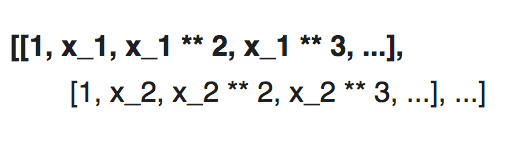 [[1, x_1, x_1 ** 2, x_1 ** 3, ...],
[1, x_2, x_2 ** 2, x_2 ** 3, ...], ...]